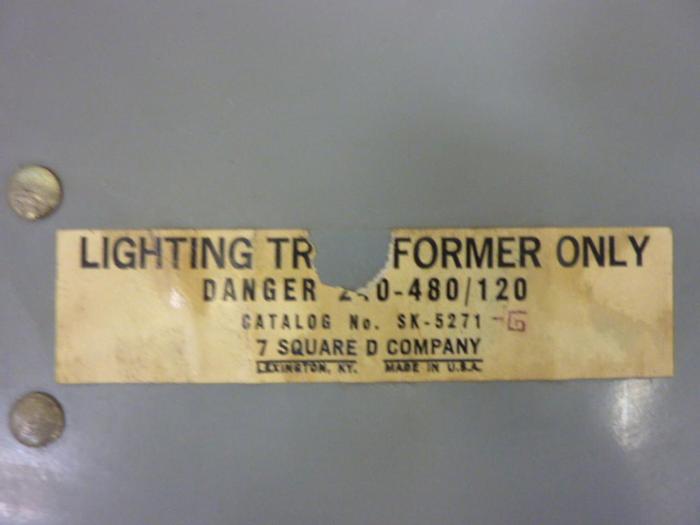 LIGHTING TR FORMER ONLY
DANGER 2 0-480/120
CATALOG No. SK-5271-G
7 SQUARE D COMPANY
LEXINGTON, KY. MADE IN U.S.A.